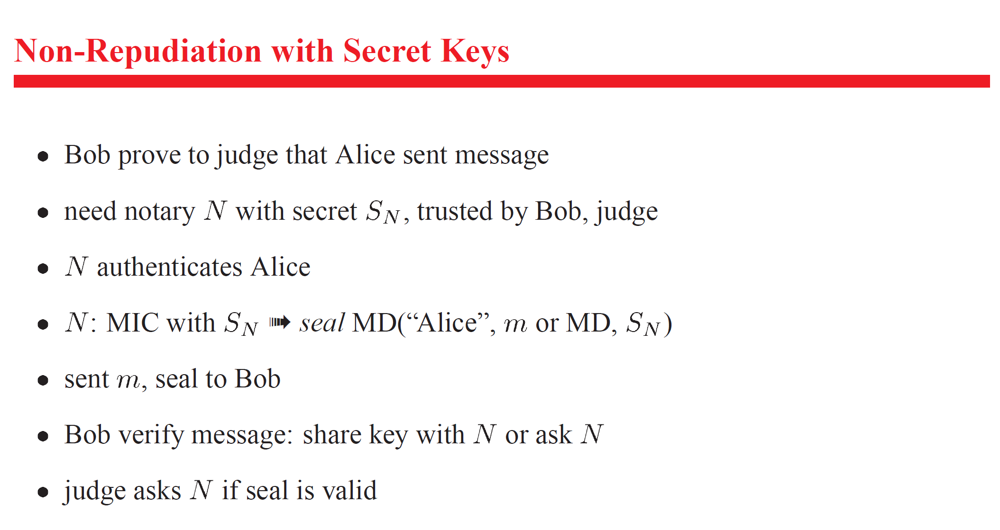 Non-Repudiation with Secret Keys
• Bob prove to judge that Alice sent message
• need notary N with secret S_N, trusted by Bob, judge
• N authenticates Alice
• N: MIC with S_N ➠ seal MD(“Alice”, m or MD, S_N)
• sent m, seal to Bob
• Bob verify message: share key with N or ask N
• judge asks N if seal is valid